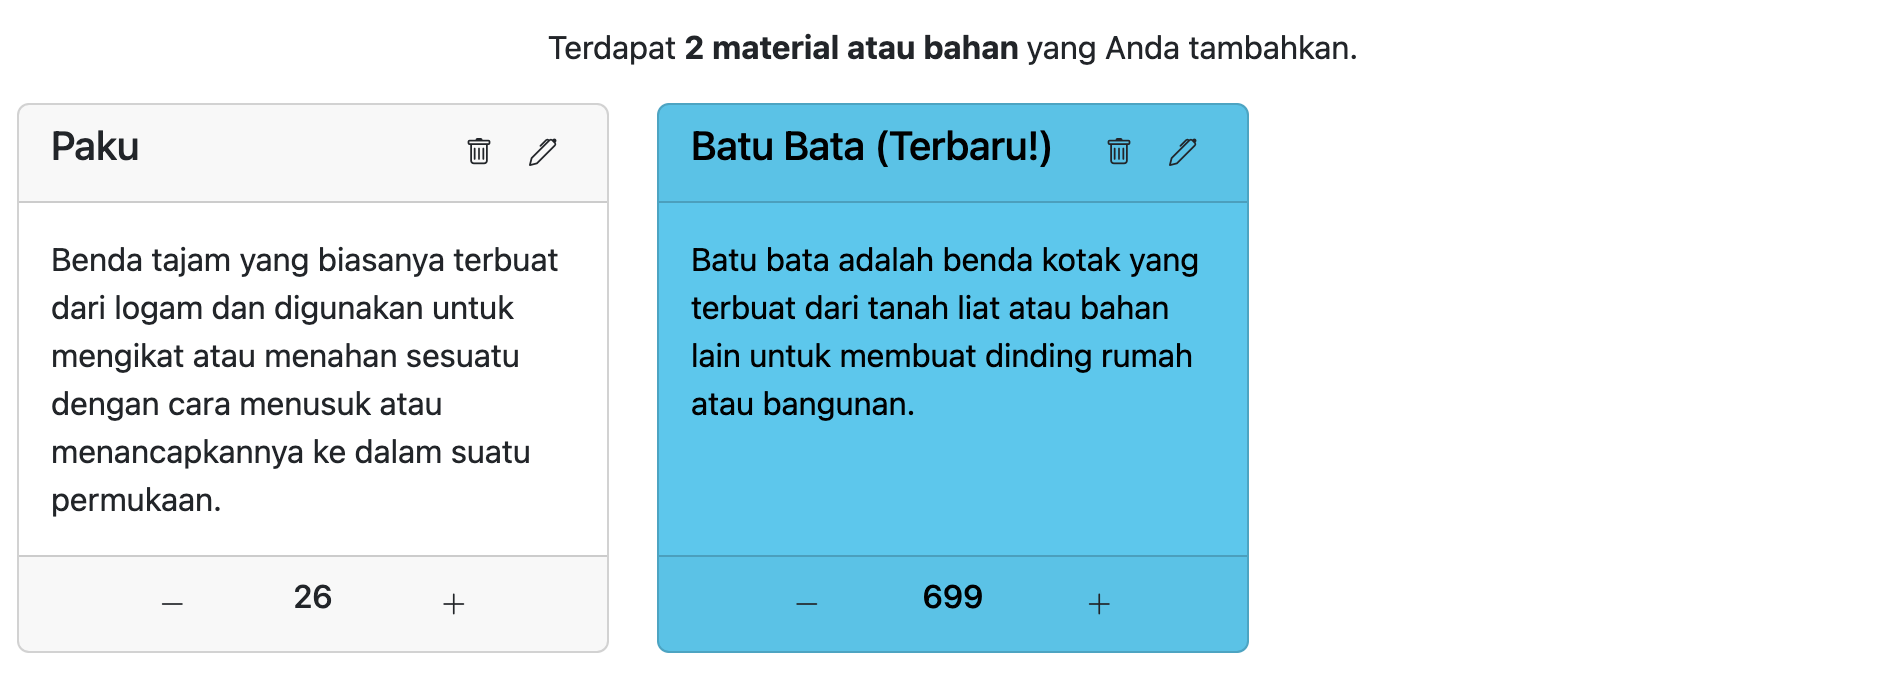 Terdapat 2 material atau bahan yang Anda tambahkan.
Paku
Benda tajam yang biasanya terbuat
dari logam dan digunakan untuk
mengikat atau menahan sesuatu
dengan cara menusuk atau
menancapkannya ke dalam suatu
permukaan.
− 26 +
Batu Bata (Terbaru!)
Batu bata adalah benda kotak yang
terbuat dari tanah liat atau bahan
lain untuk membuat dinding rumah
atau bangunan.
− 699 +